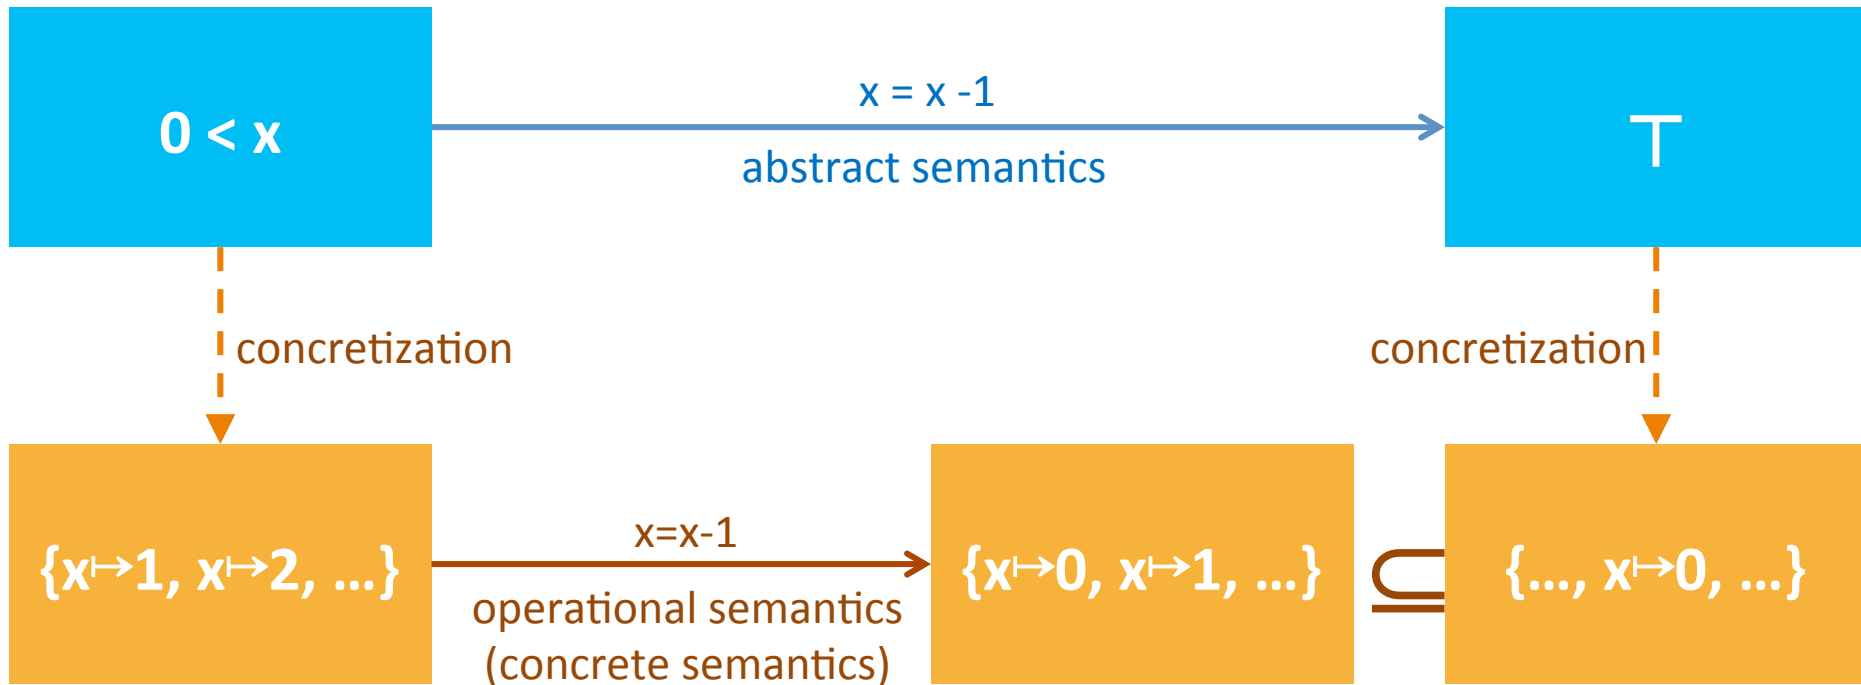 x = x -1
0 < x
⊤
abstract semantics
concretization
concretization
x=x-1
{x↦1, x↦2, ...}
{x↦0, x↦1, ...}
⊆
{..., x↦0, ...}
operational semantics
(concrete semantics)